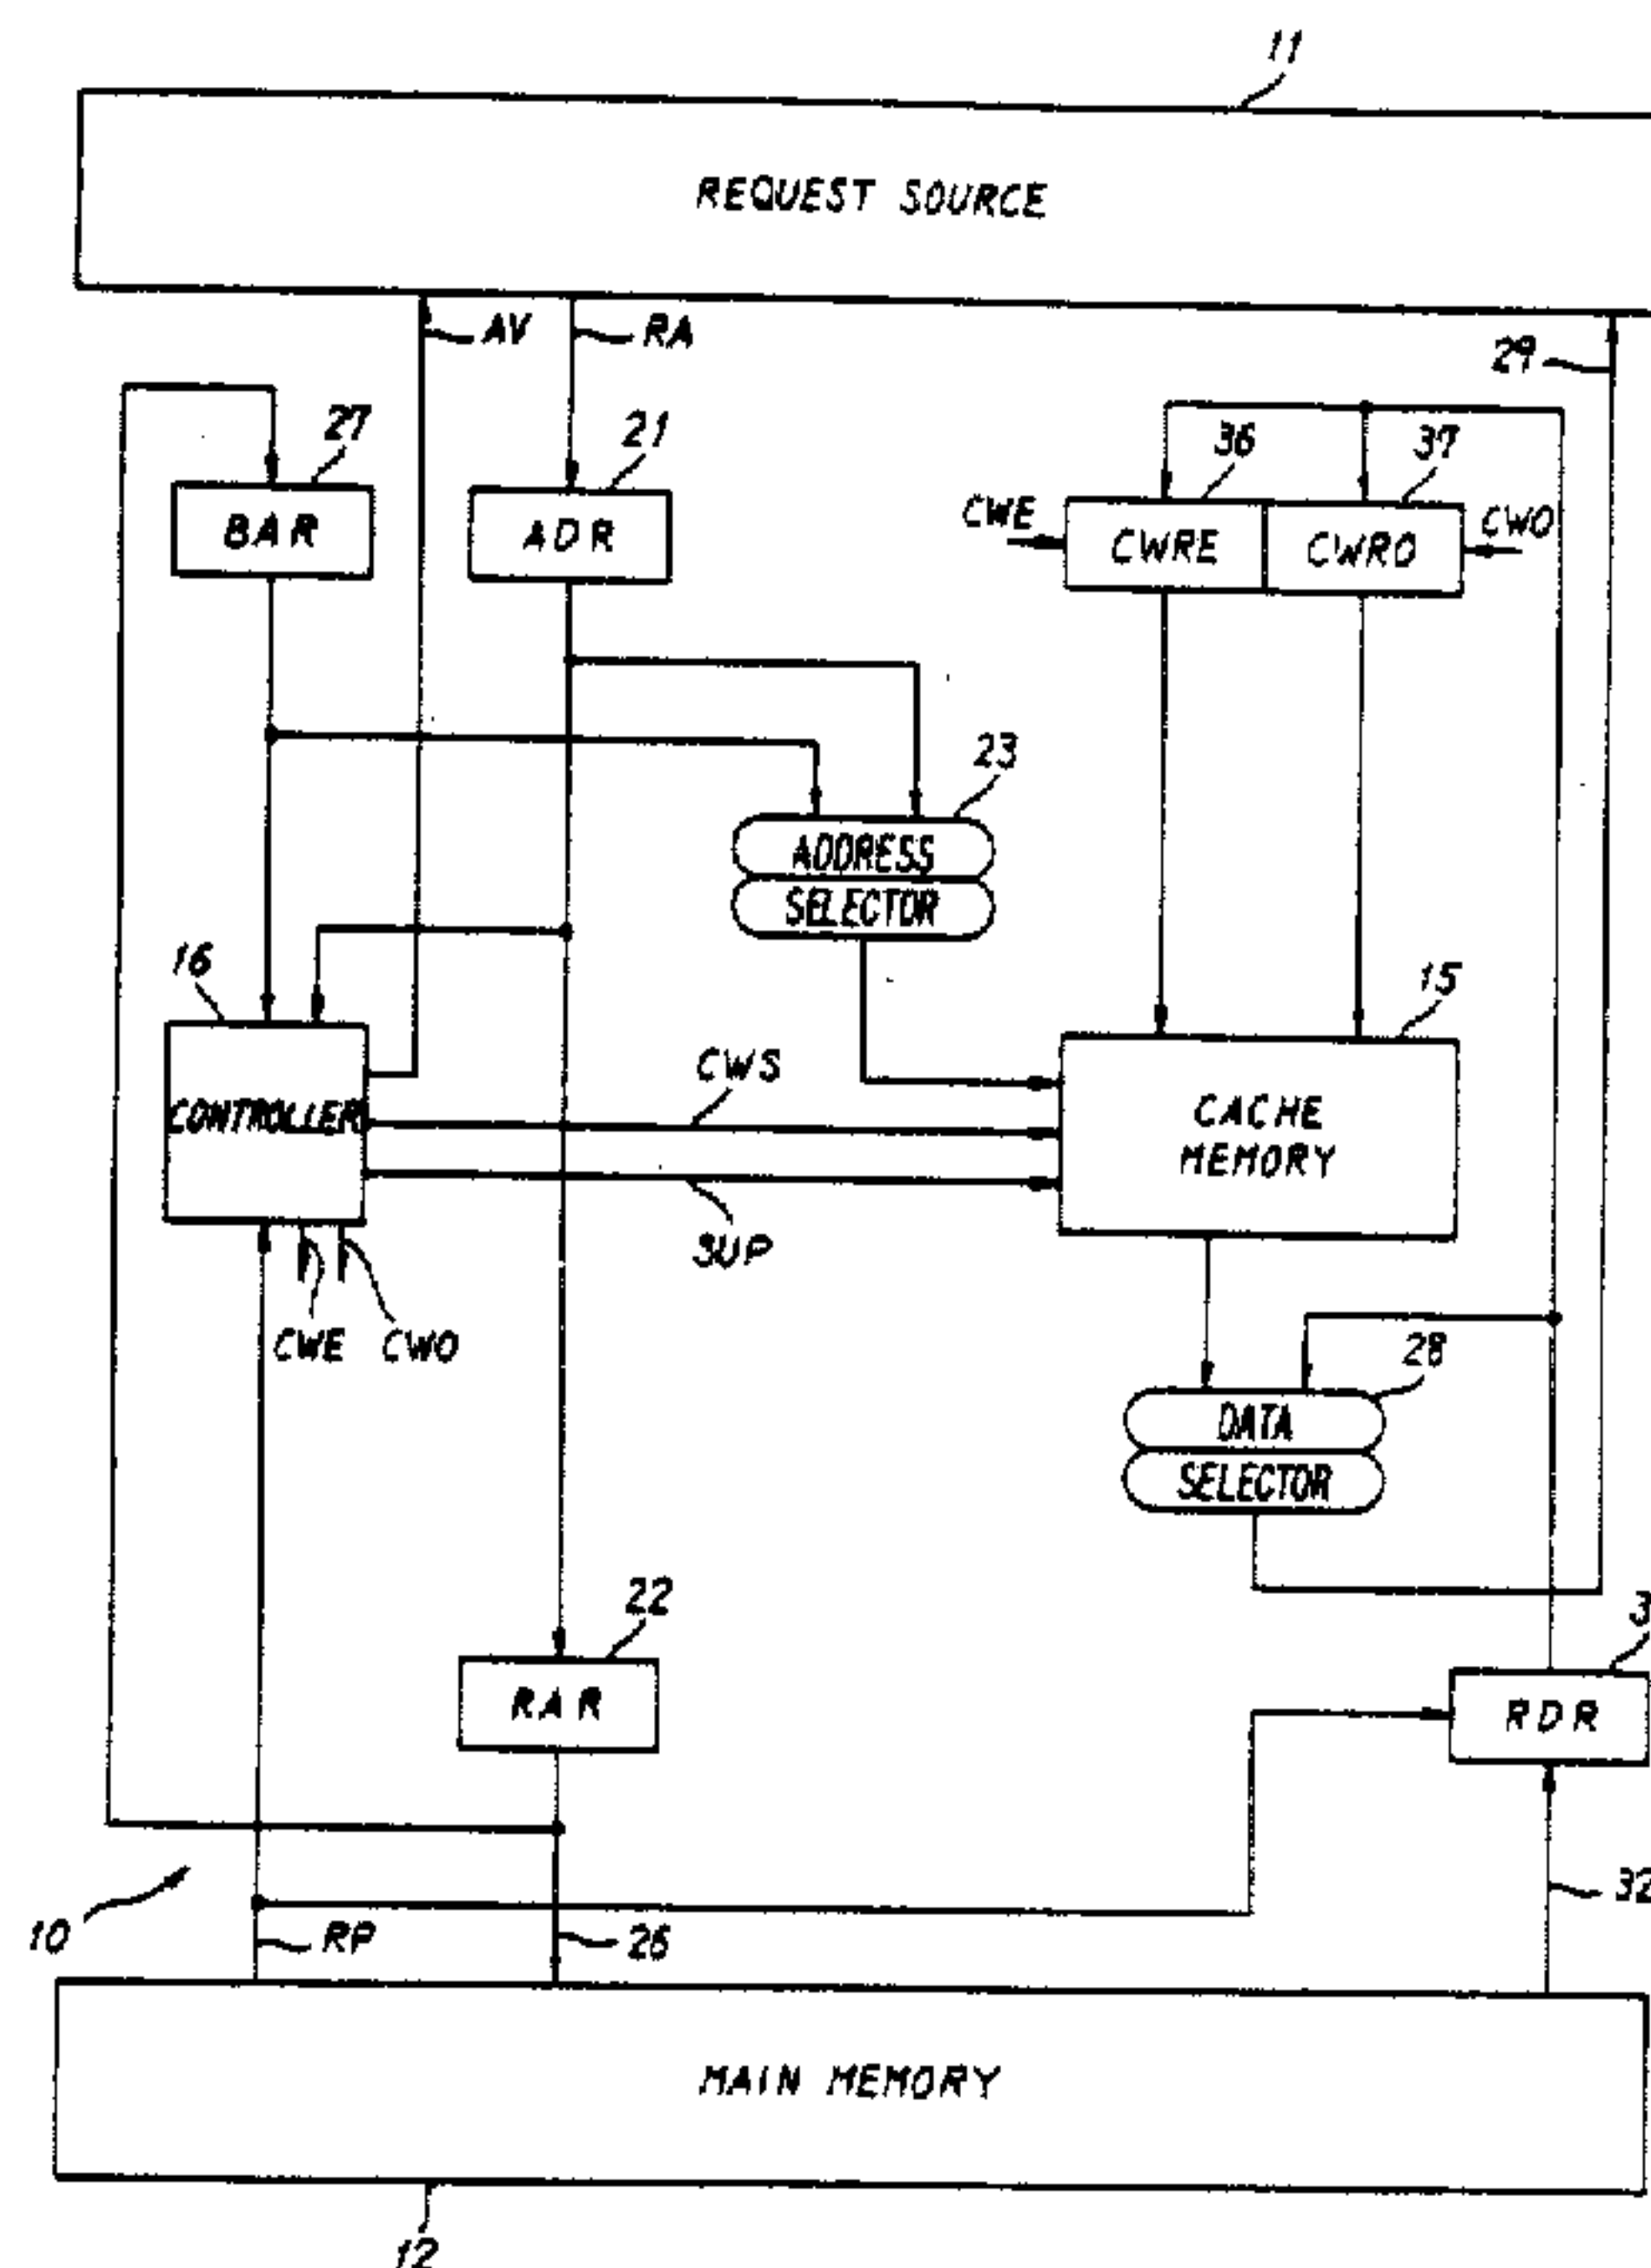 11
REQUEST SOURCE
AV
RA
29
27
21
36
37
BAR
ADR
CWE
CWRE
CWRO
CWO
23
ADDRESS
SELECTOR
16
15
CWS
CONTROLLER
CACHE
MEMORY
SUP
CWE
CWO
28
DATA
SELECTOR
22
3
RAR
RDR
32
10
RP
26
MAIN MEMORY
12